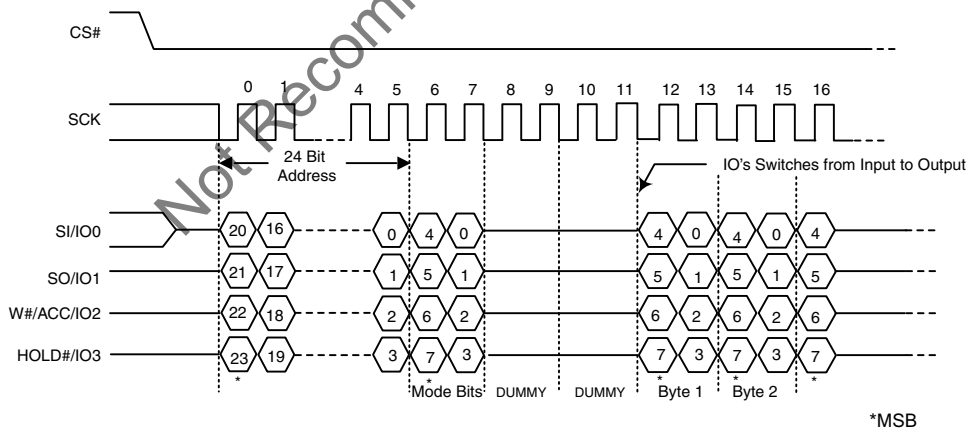 CS#
0 1 4 5 6 7 8 9 10 11 12 13 14 15 16
SCK
24 Bit
Address
IO's Switches from Input to Output
SI/IO0 20 16 0 4 0 4 0 4 0 4
SO/IO1 21 17 1 5 1 5 1 5 1 5
W#/ACC/IO2 22 18 2 6 2 6 2 6 2 6
HOLD#/IO3 23 19 3 7 3 7 3 7 3 7
* * * * *
Mode Bits DUMMY DUMMY Byte 1 Byte 2
*MSB
Not Recom